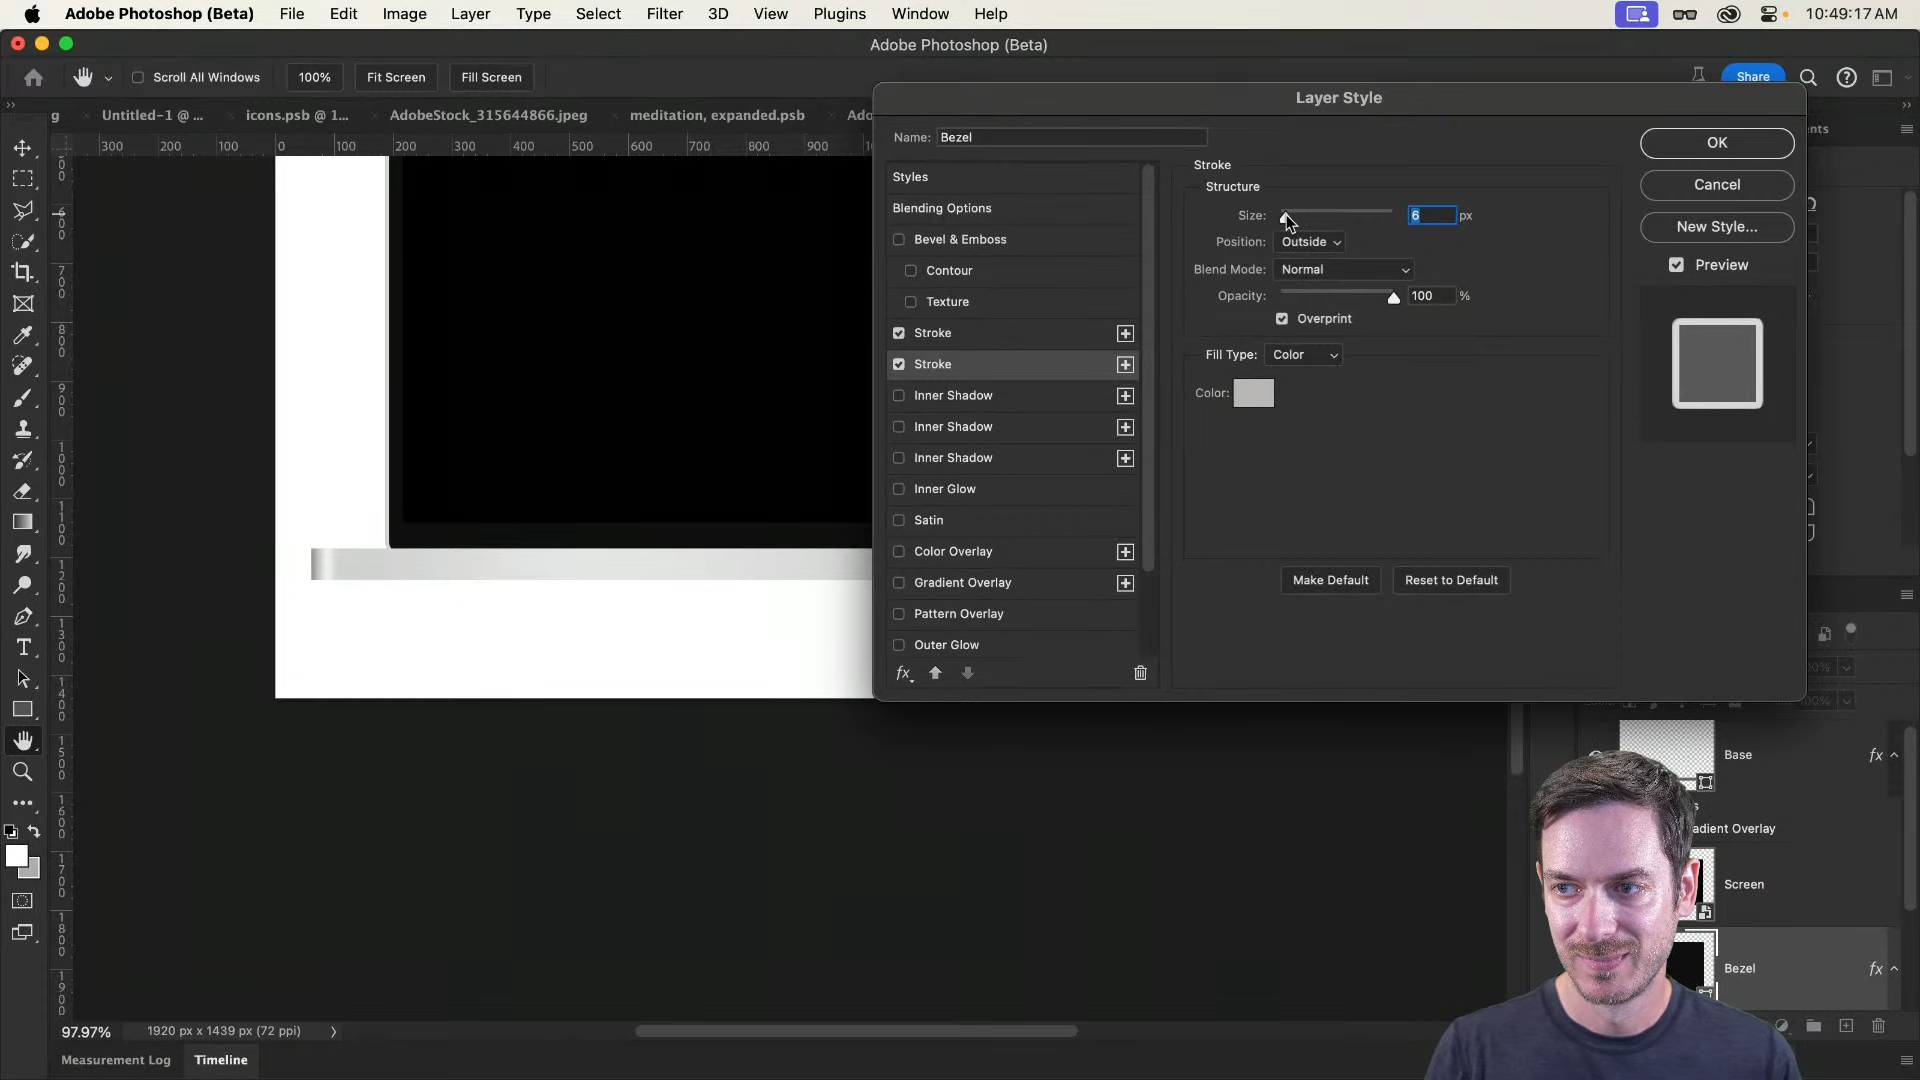 Adobe Photoshop (Beta) File Edit Image Layer Type Select Filter 3D View Plugins Window Help 10:49:17 AM
Adobe Photoshop (Beta)
Scroll All Windows 100% Fit Screen Fill Screen Share
g Untitled-1 @ ... icons.psb @ 1... AdobeStock_315644866.jpeg meditation, expanded.psb Ado
300 200 100 0 100 200 300 400 500 600 700 800 900
Layer Style
Name: Bezel
Styles
Blending Options
Bevel & Emboss
Contour
Texture
Stroke
Stroke
Inner Shadow
Inner Shadow
Inner Shadow
Inner Glow
Satin
Color Overlay
Gradient Overlay
Pattern Overlay
Outer Glow
fx
Stroke
Structure
Size: 6 px
Position: Outside
Blend Mode: Normal
Opacity: 100 %
Overprint
Fill Type: Color
Color:
Make Default Reset to Default
OK
Cancel
New Style...
Preview
Base fx
Gradient Overlay
Screen
Bezel fx
97.97% 1920 px x 1439 px (72 ppi)
Measurement Log Timeline